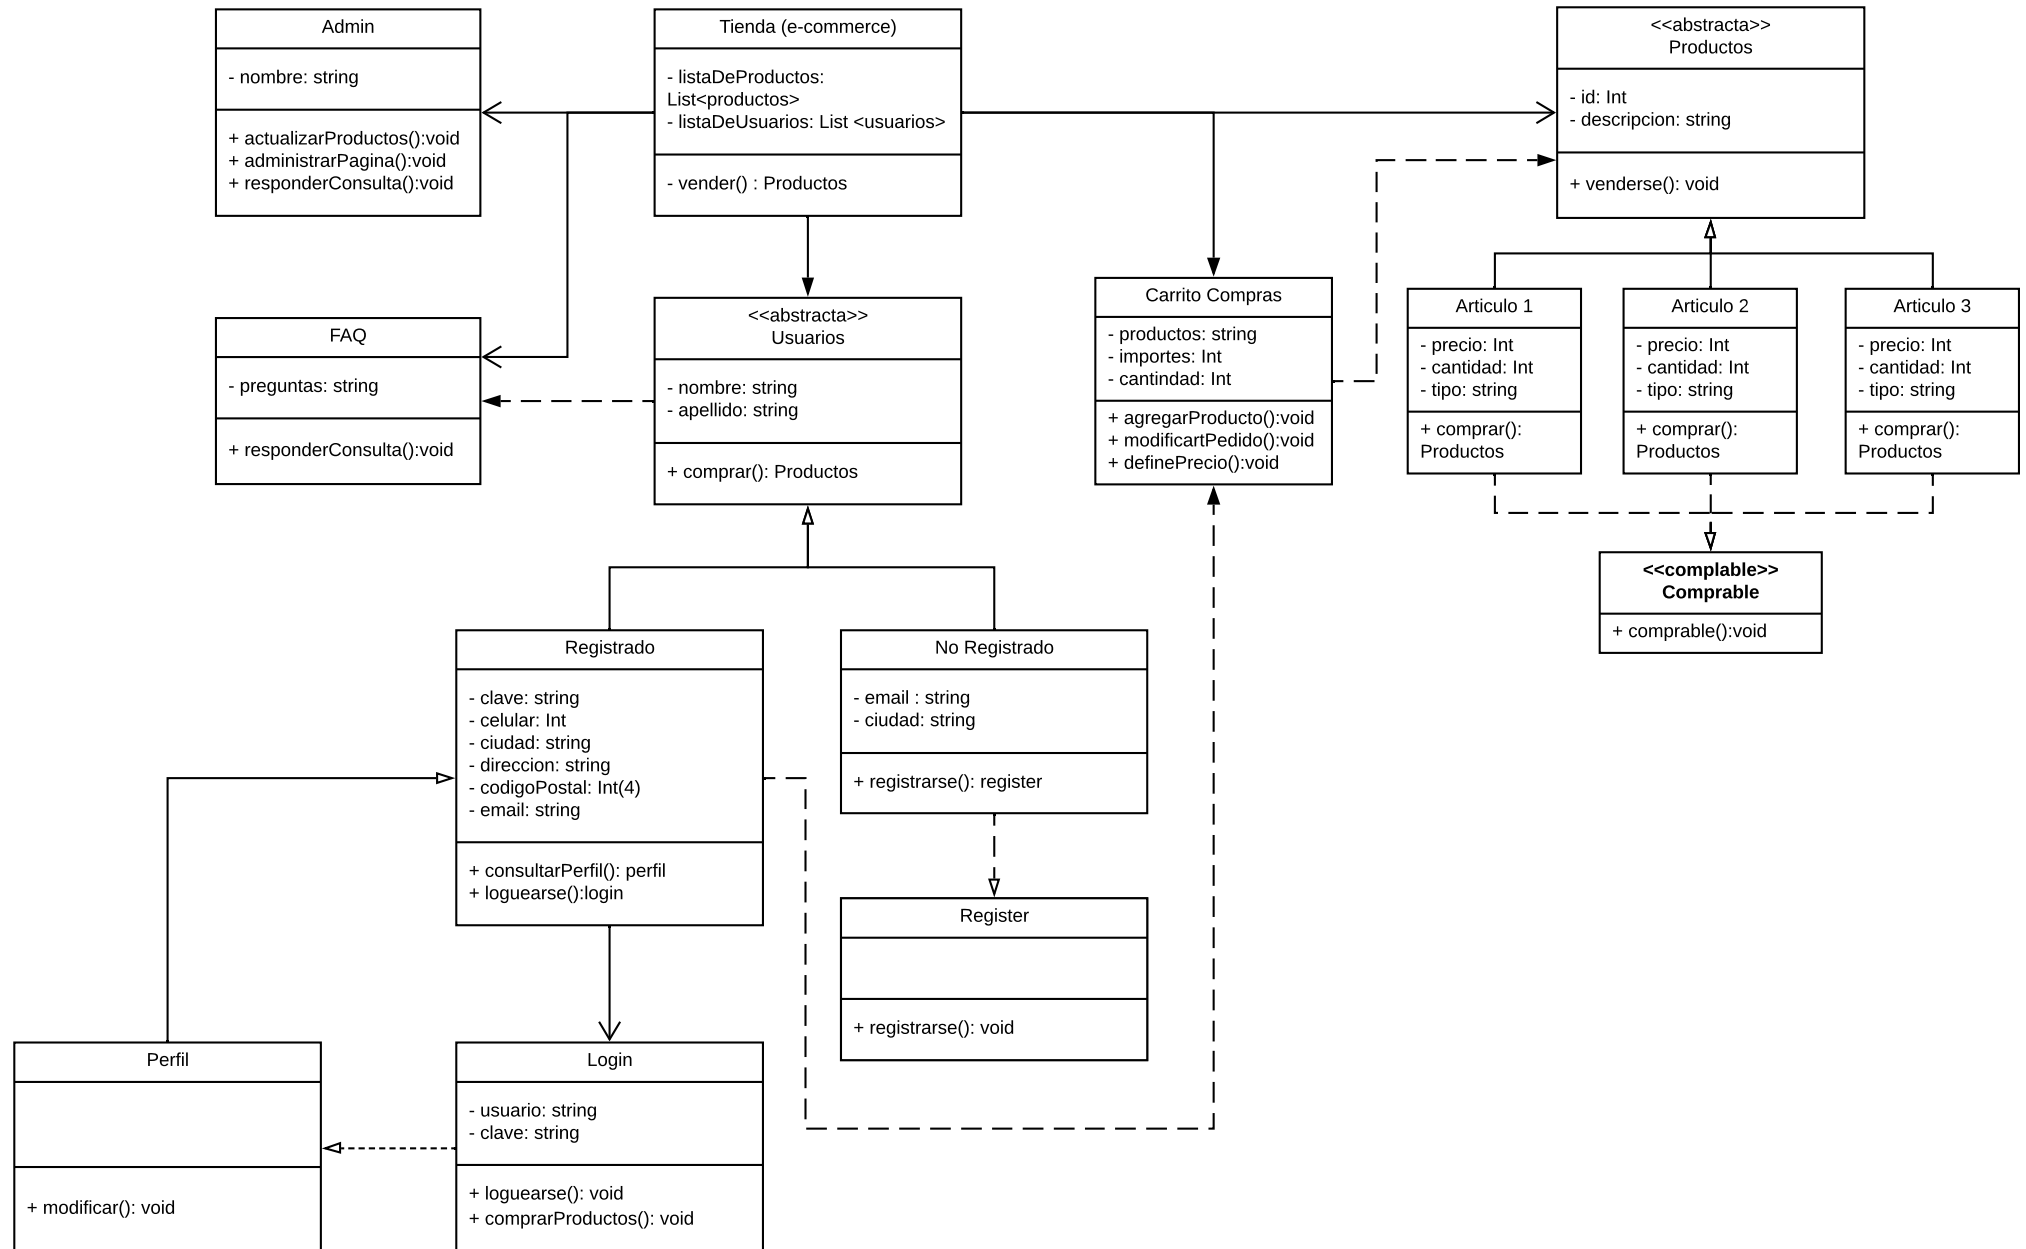 Admin
- nombre: string
+ actualizarProductos():void
+ administrarPagina():void
+ responderConsulta():void
Tienda (e-commerce)
- listaDeProductos:
List<productos>
- listaDeUsuarios: List <usuarios>
- vender() : Productos
<<abstracta>>
Productos
- id: Int
- descripcion: string
+ venderse(): void
FAQ
- preguntas: string
+ responderConsulta():void
<<abstracta>>
Usuarios
- nombre: string
- apellido: string
+ comprar(): Productos
Carrito Compras
- productos: string
- importes: Int
- cantindad: Int
+ agregarProducto():void
+ modificartPedido():void
+ definePrecio():void
Articulo 1
- precio: Int
- cantidad: Int
- tipo: string
+ comprar():
Productos
Articulo 2
- precio: Int
- cantidad: Int
- tipo: string
+ comprar():
Productos
Articulo 3
- precio: Int
- cantidad: Int
- tipo: string
+ comprar():
Productos
<<complable>>
Comprable
+ comprable():void
Registrado
- clave: string
- celular: Int
- ciudad: string
- direccion: string
- codigoPostal: Int(4)
- email: string
+ consultarPerfil(): perfil
+ loguearse():login
No Registrado
- email : string
- ciudad: string
+ registrarse(): register
Register
+ registrarse(): void
Perfil
+ modificar(): void
Login
- usuario: string
- clave: string
+ loguearse(): void
+ comprarProductos(): void